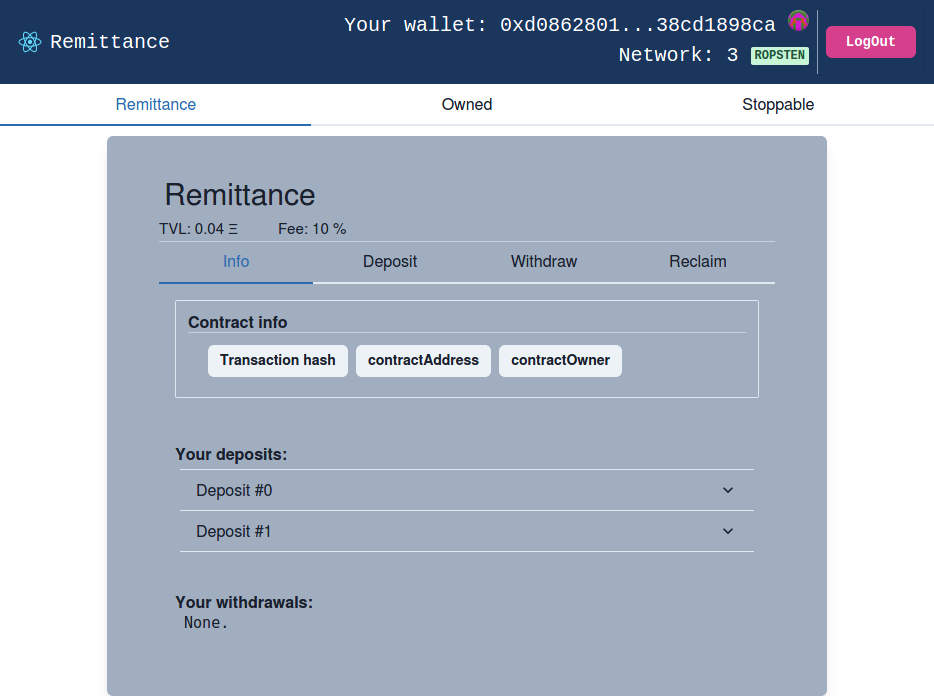 Remittance
Your wallet: 0xd0862801...38cd1898ca
Network: 3 ROPSTEN
LogOut
Remittance Owned Stoppable
Remittance
TVL: 0.04 Ξ Fee: 10 %
Info Deposit Withdraw Reclaim
Contract info
Transaction hash contractAddress contractOwner
Your deposits:
Deposit #0
Deposit #1
Your withdrawals:
None.